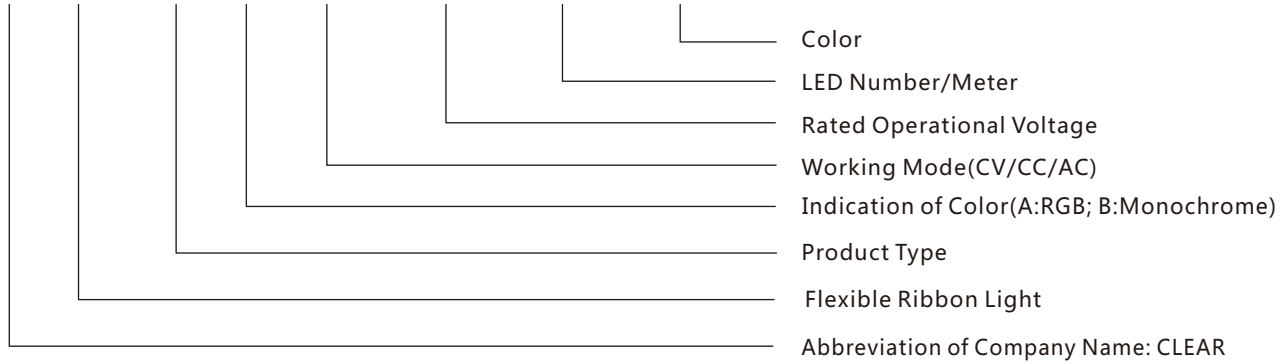 Color
LED Number/Meter
Rated Operational Voltage
Working Mode(CV/CC/AC)
Indication of Color(A:RGB; B:Monochrome)
Product Type
Flexible Ribbon Light
Abbreviation of Company Name: CLEAR